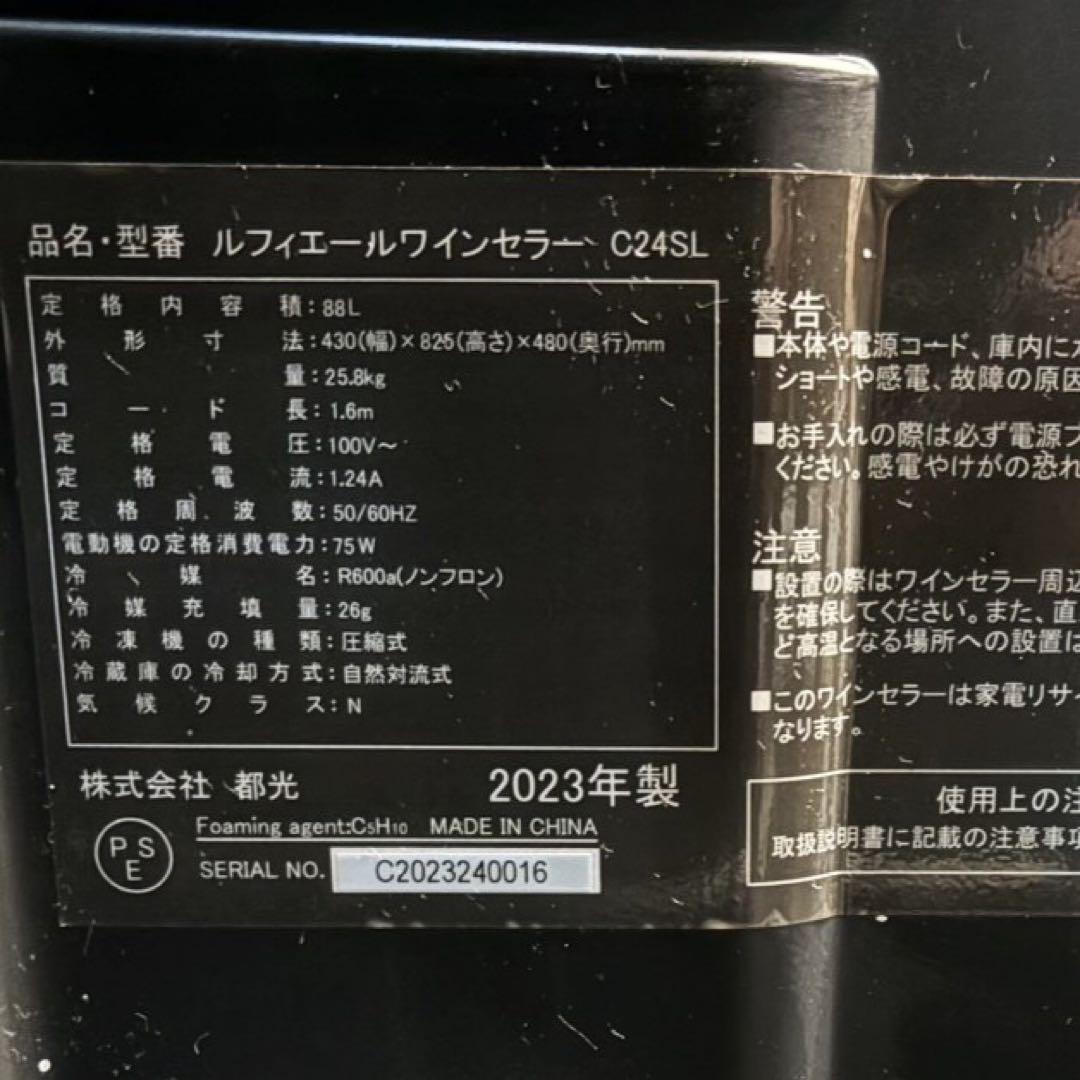 品名・型番 ルフィエールワインセラー C24SL
定格内容積：88L
外形寸法：430(幅)×825(高さ)×480(奥行)mm
質量：25.8kg
コード長：1.6m
定格電圧：100V～
定格電流：1.24A
定格周波数：50/60HZ
電動機の定格消費電力：75W
冷媒名：R600a(ノンフロン)
冷媒充填量：26g
冷凍機の種類：圧縮式
冷蔵庫の冷却方式：自然対流式
気候クラス：N
株式会社 都光 2023年製
PSE
Foaming agent:C5H10 MADE IN CHINA
SERIAL NO. C2023240016
警告
■本体や電源コード、庫内に
ショートや感電、故障の原因
■お手入れの際は必ず電源プ
ください。感電やけがの恐れ
注意
■設置の際はワインセラー周辺
を確保してください。また、直
ど高温となる場所への設置は
■このワインセラーは家電リサイ
なります。
使用上の注
取扱説明書に記載の注意事項